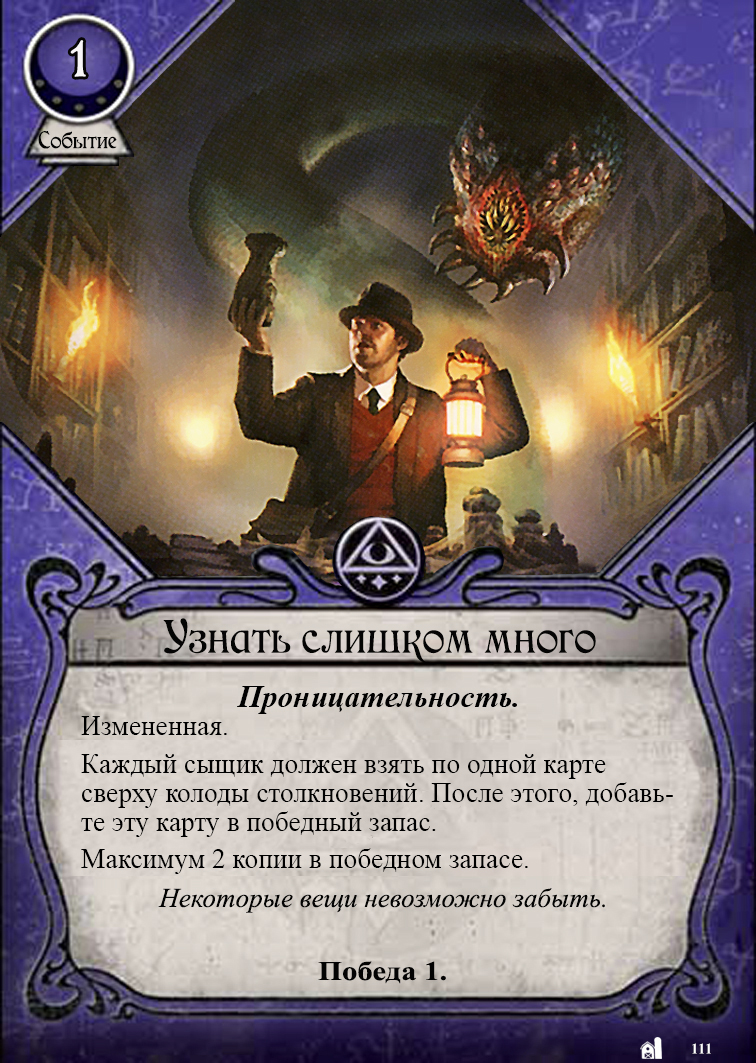 1
Событие
Узнать слишком много
Проницательность.
Измененная.
Каждый сыщик должен взять по одной карте
сверху колоды столкновений. После этого, добавь-
те эту карту в победный запас.
Максимум 2 копии в победном запасе.
Некоторые вещи невозможно забыть.
Победа 1.
111